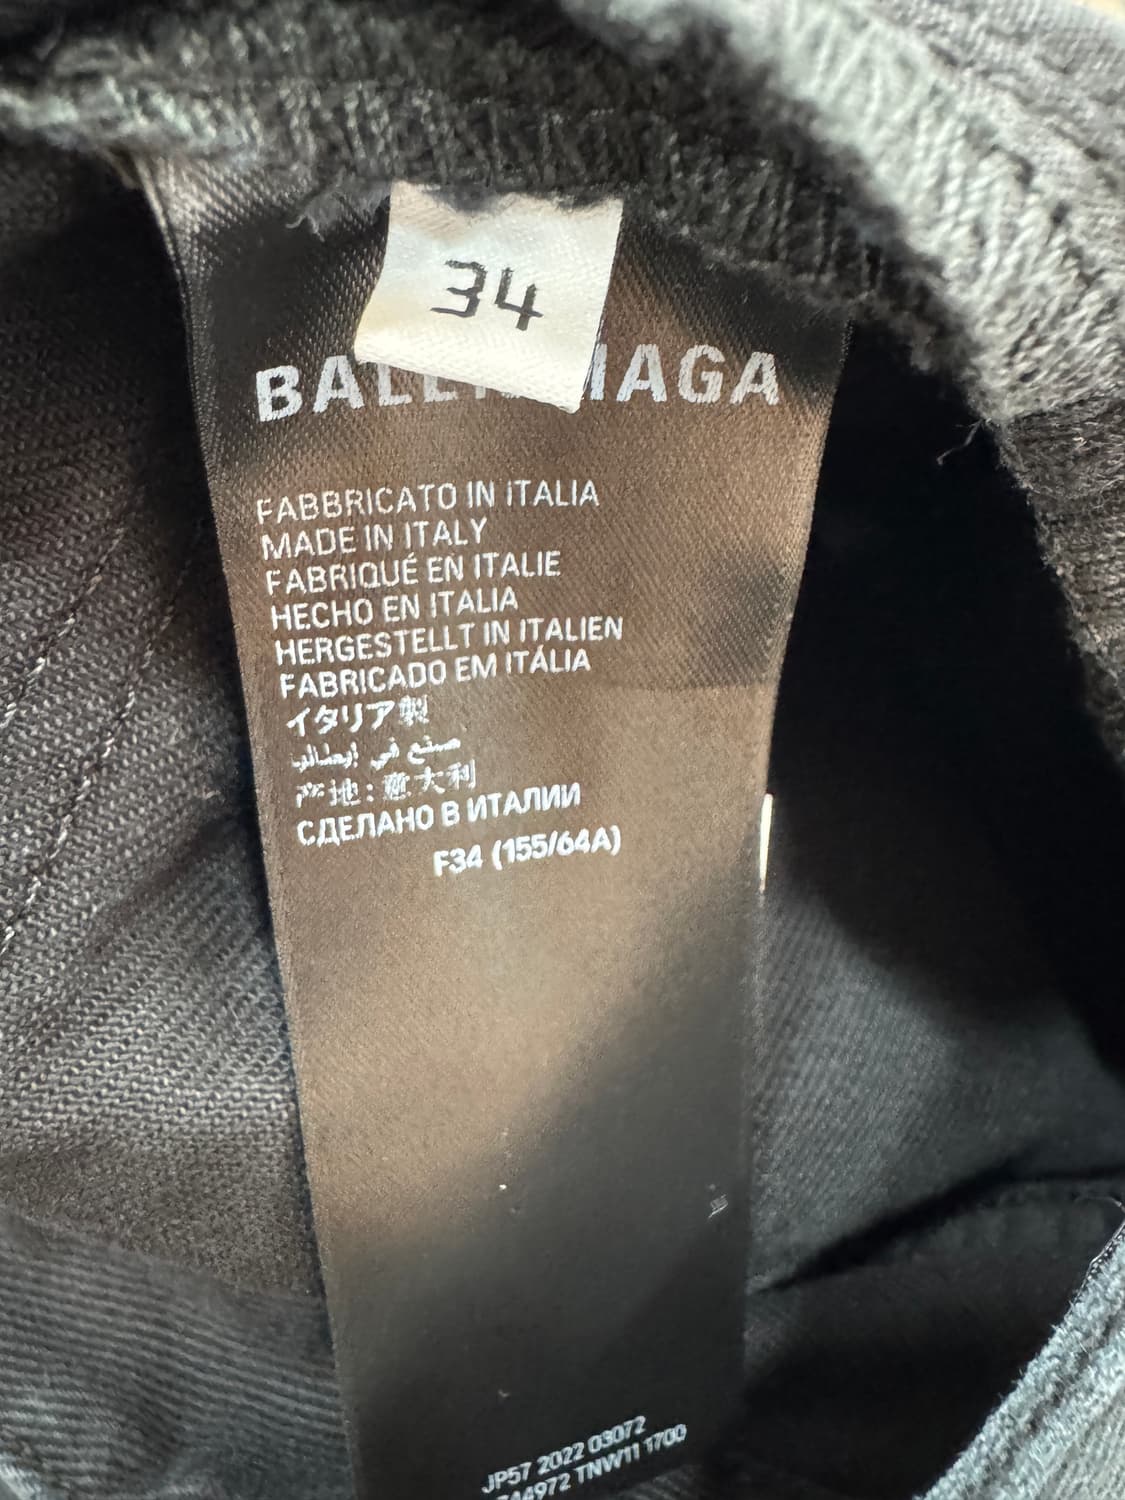 34
FABBRICATO IN ITALIA
MADE IN ITALY
FABRIQUÉ EN ITALIE
HECHO EN ITALIA
HERGESTELLT IN ITALIEN
FABRICADO EM ITÁLIA
イタリア製
صنع في إيطاليا
产地:意大利
СДЕЛАНО В ИТАЛИИ
F34 (155/64A)
JP57 2022 03072
TNW11 1700